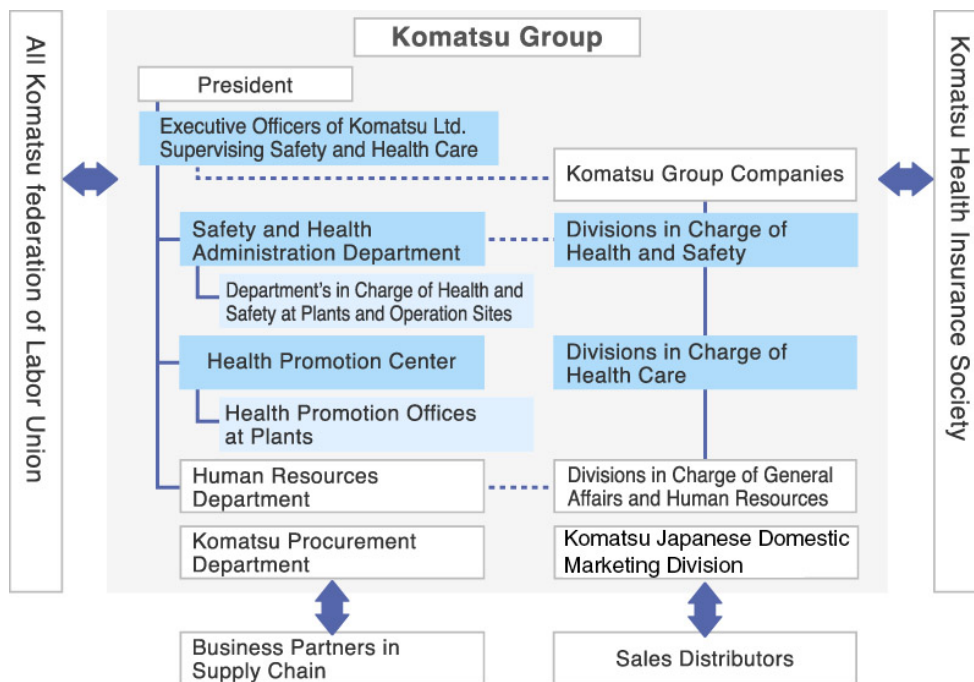 Komatsu Group
All Komatsu federation of Labor Union
President
Executive Officers of Komatsu Ltd.
Supervising Safety and Health Care
Komatsu Group Companies
Safety and Health
Administration Department
Divisions in Charge of
Health and Safety
Department's in Charge of Health and
Safety at Plants and Operation Sites
Health Promotion Center
Divisions in Charge of
Health Care
Health Promotion Offices
at Plants
Human Resources
Department
Divisions in Charge of General
Affairs and Human Resources
Komatsu Procurement
Department
Komatsu Japanese Domestic
Marketing Division
Business Partners in
Supply Chain
Sales Distributors
Komatsu Health Insurance Society